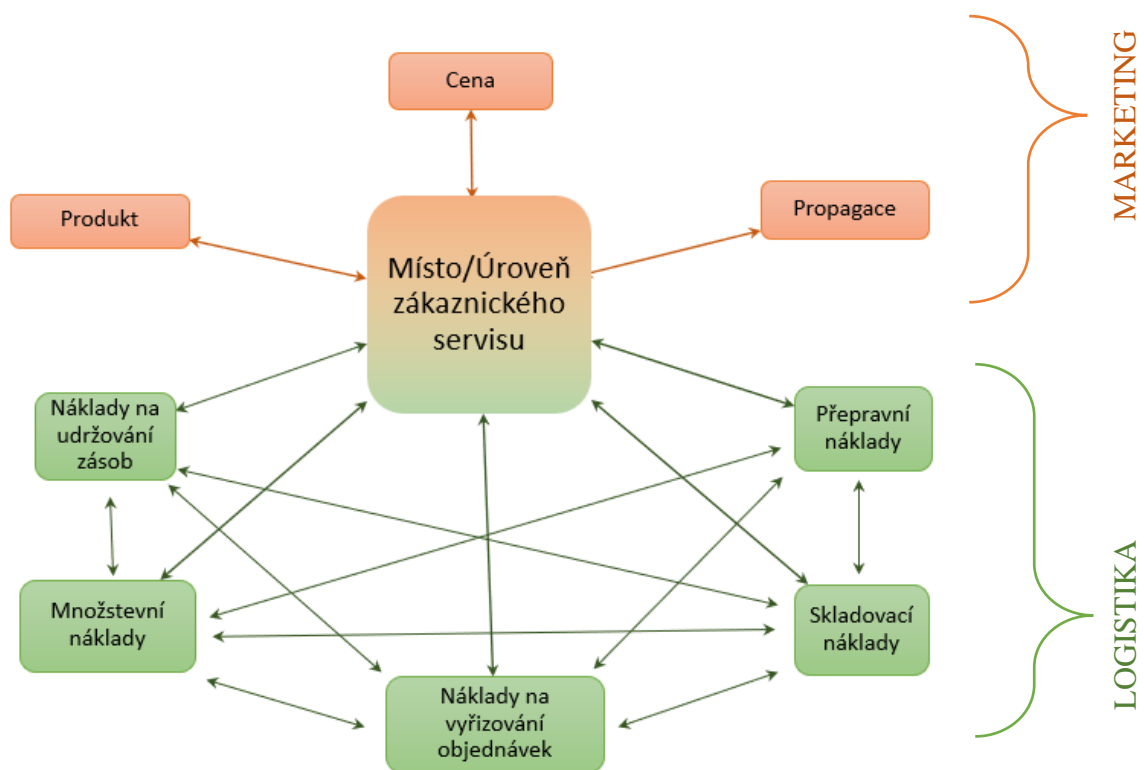 Cena
MARKETING
Produkt
Propagace
Místo/Úroveň
zákaznického
servisu
Náklady na
udržování
zásob
Přepravní
náklady
Množstevní
náklady
Skladovací
náklady
Náklady na
vyřizování
objednávek
LOGISTIKA